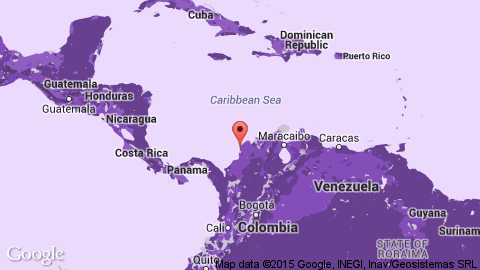 Cuba
Dominican
Republic
Puerto Rico
Guatemala
Honduras
Guatemala
Caribbean Sea
Nicaragua
Maracaibo
Caracas
Costa Rica
Panama
Venezuela
Bogotá
Guyana
Cali
Colombia
Surinam
STATE OF
RORAIMA
Quito
Google
Map data ©2015 Google, INEGI, Inav/Geosistemas SRL